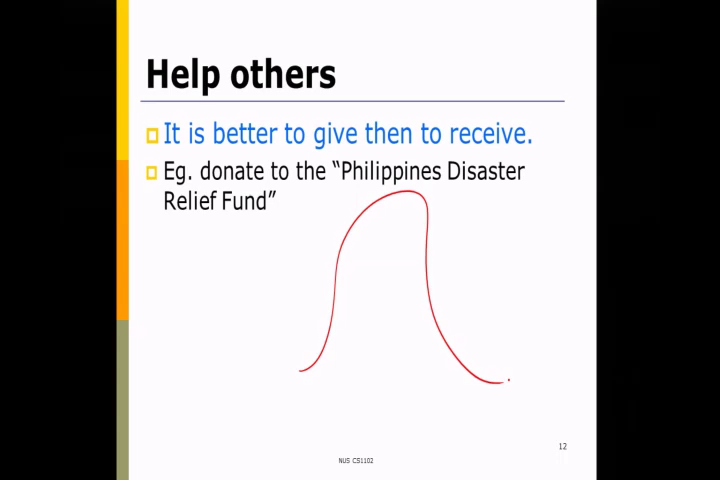 Help others
It is better to give then to receive.
Eg. donate to the “Philippines Disaster
Relief Fund”
12
NUS CS1102